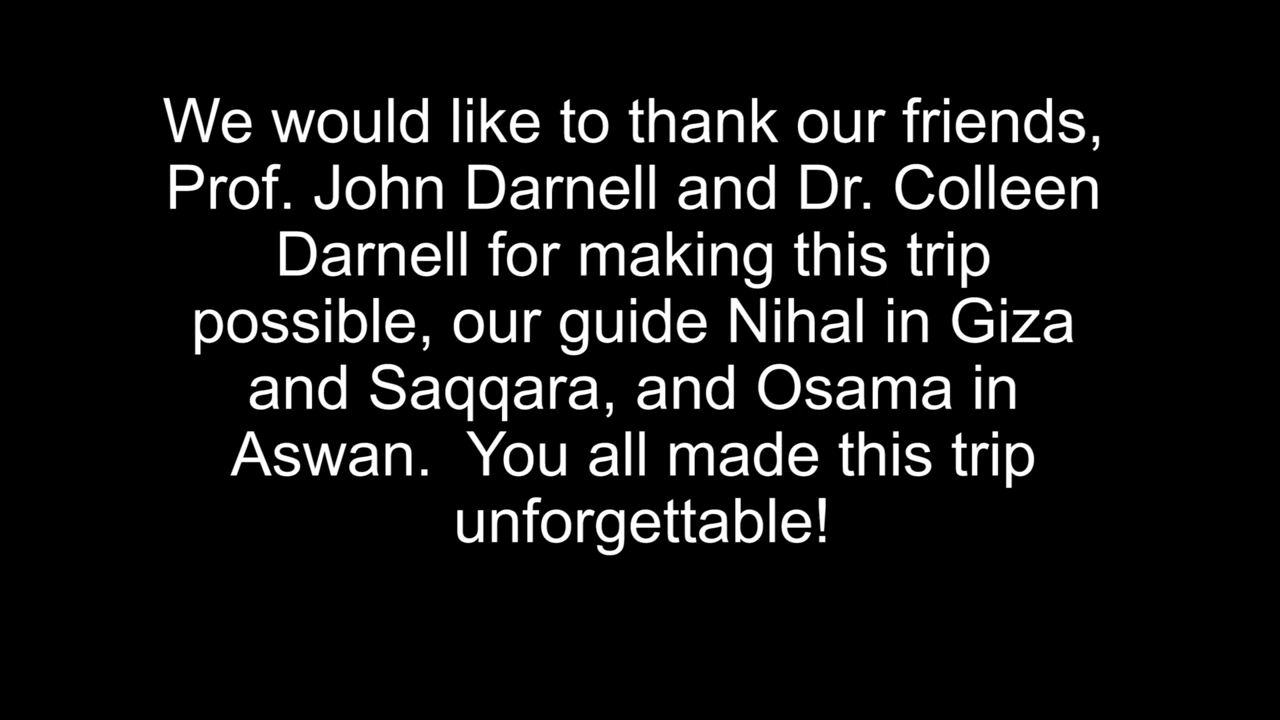 We would like to thank our friends,
Prof. John Darnell and Dr. Colleen
Darnell for making this trip
possible, our guide Nihal in Giza
and Saqqara, and Osama in
Aswan.  You all made this trip
unforgettable!